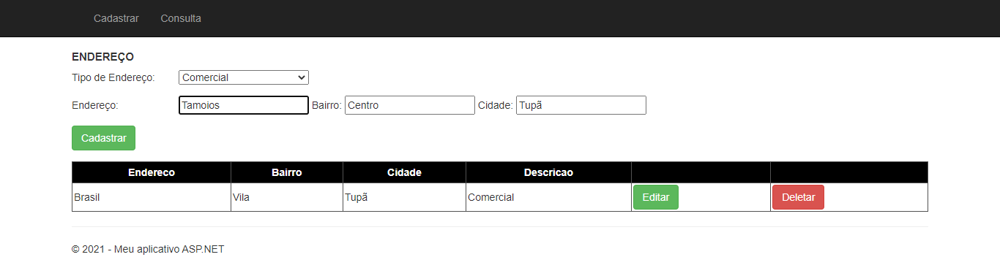 Cadastrar Consulta
ENDEREÇO
Tipo de Endereço: Comercial
Endereço: Tamoios Bairro: Centro Cidade: Tupã
Cadastrar
Endereco Bairro Cidade Descricao
Brasil Vila Tupã Comercial Editar Deletar
© 2021 - Meu aplicativo ASP.NET